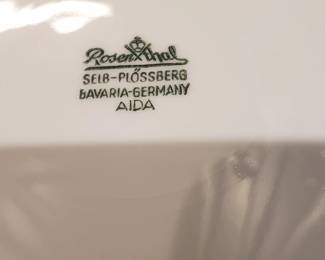 Rosenthal
SELB-PLÖSSBERG
BAVARIA-GERMANY
AIDA